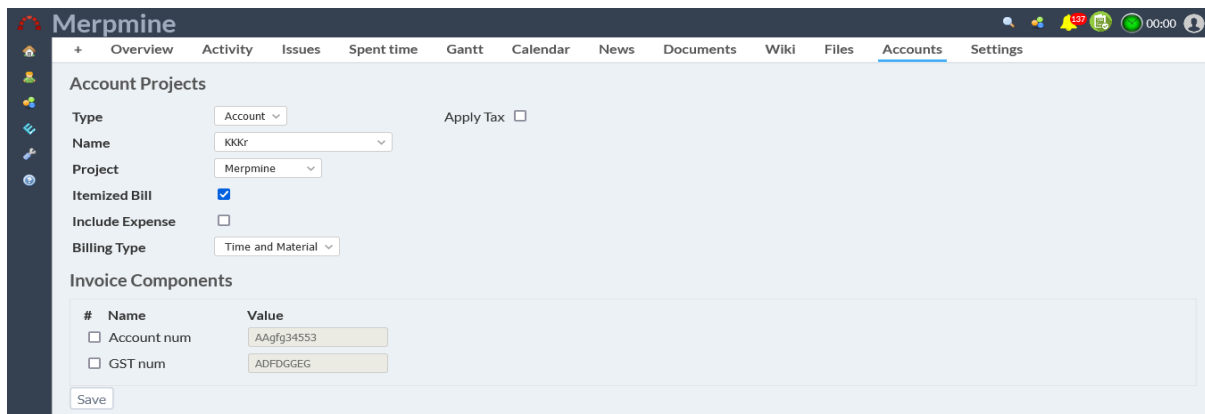 Merpmine
137
00:00
+ Overview Activity Issues Spent time Gantt Calendar News Documents Wiki Files Accounts Settings
Account Projects
Type Account Apply Tax
Name KKKr
Project Merpmine
Itemized Bill
Include Expense
Billing Type Time and Material
Invoice Components
# Name Value
Account num AAgfg34553
GST num ADFDGGEG
Save